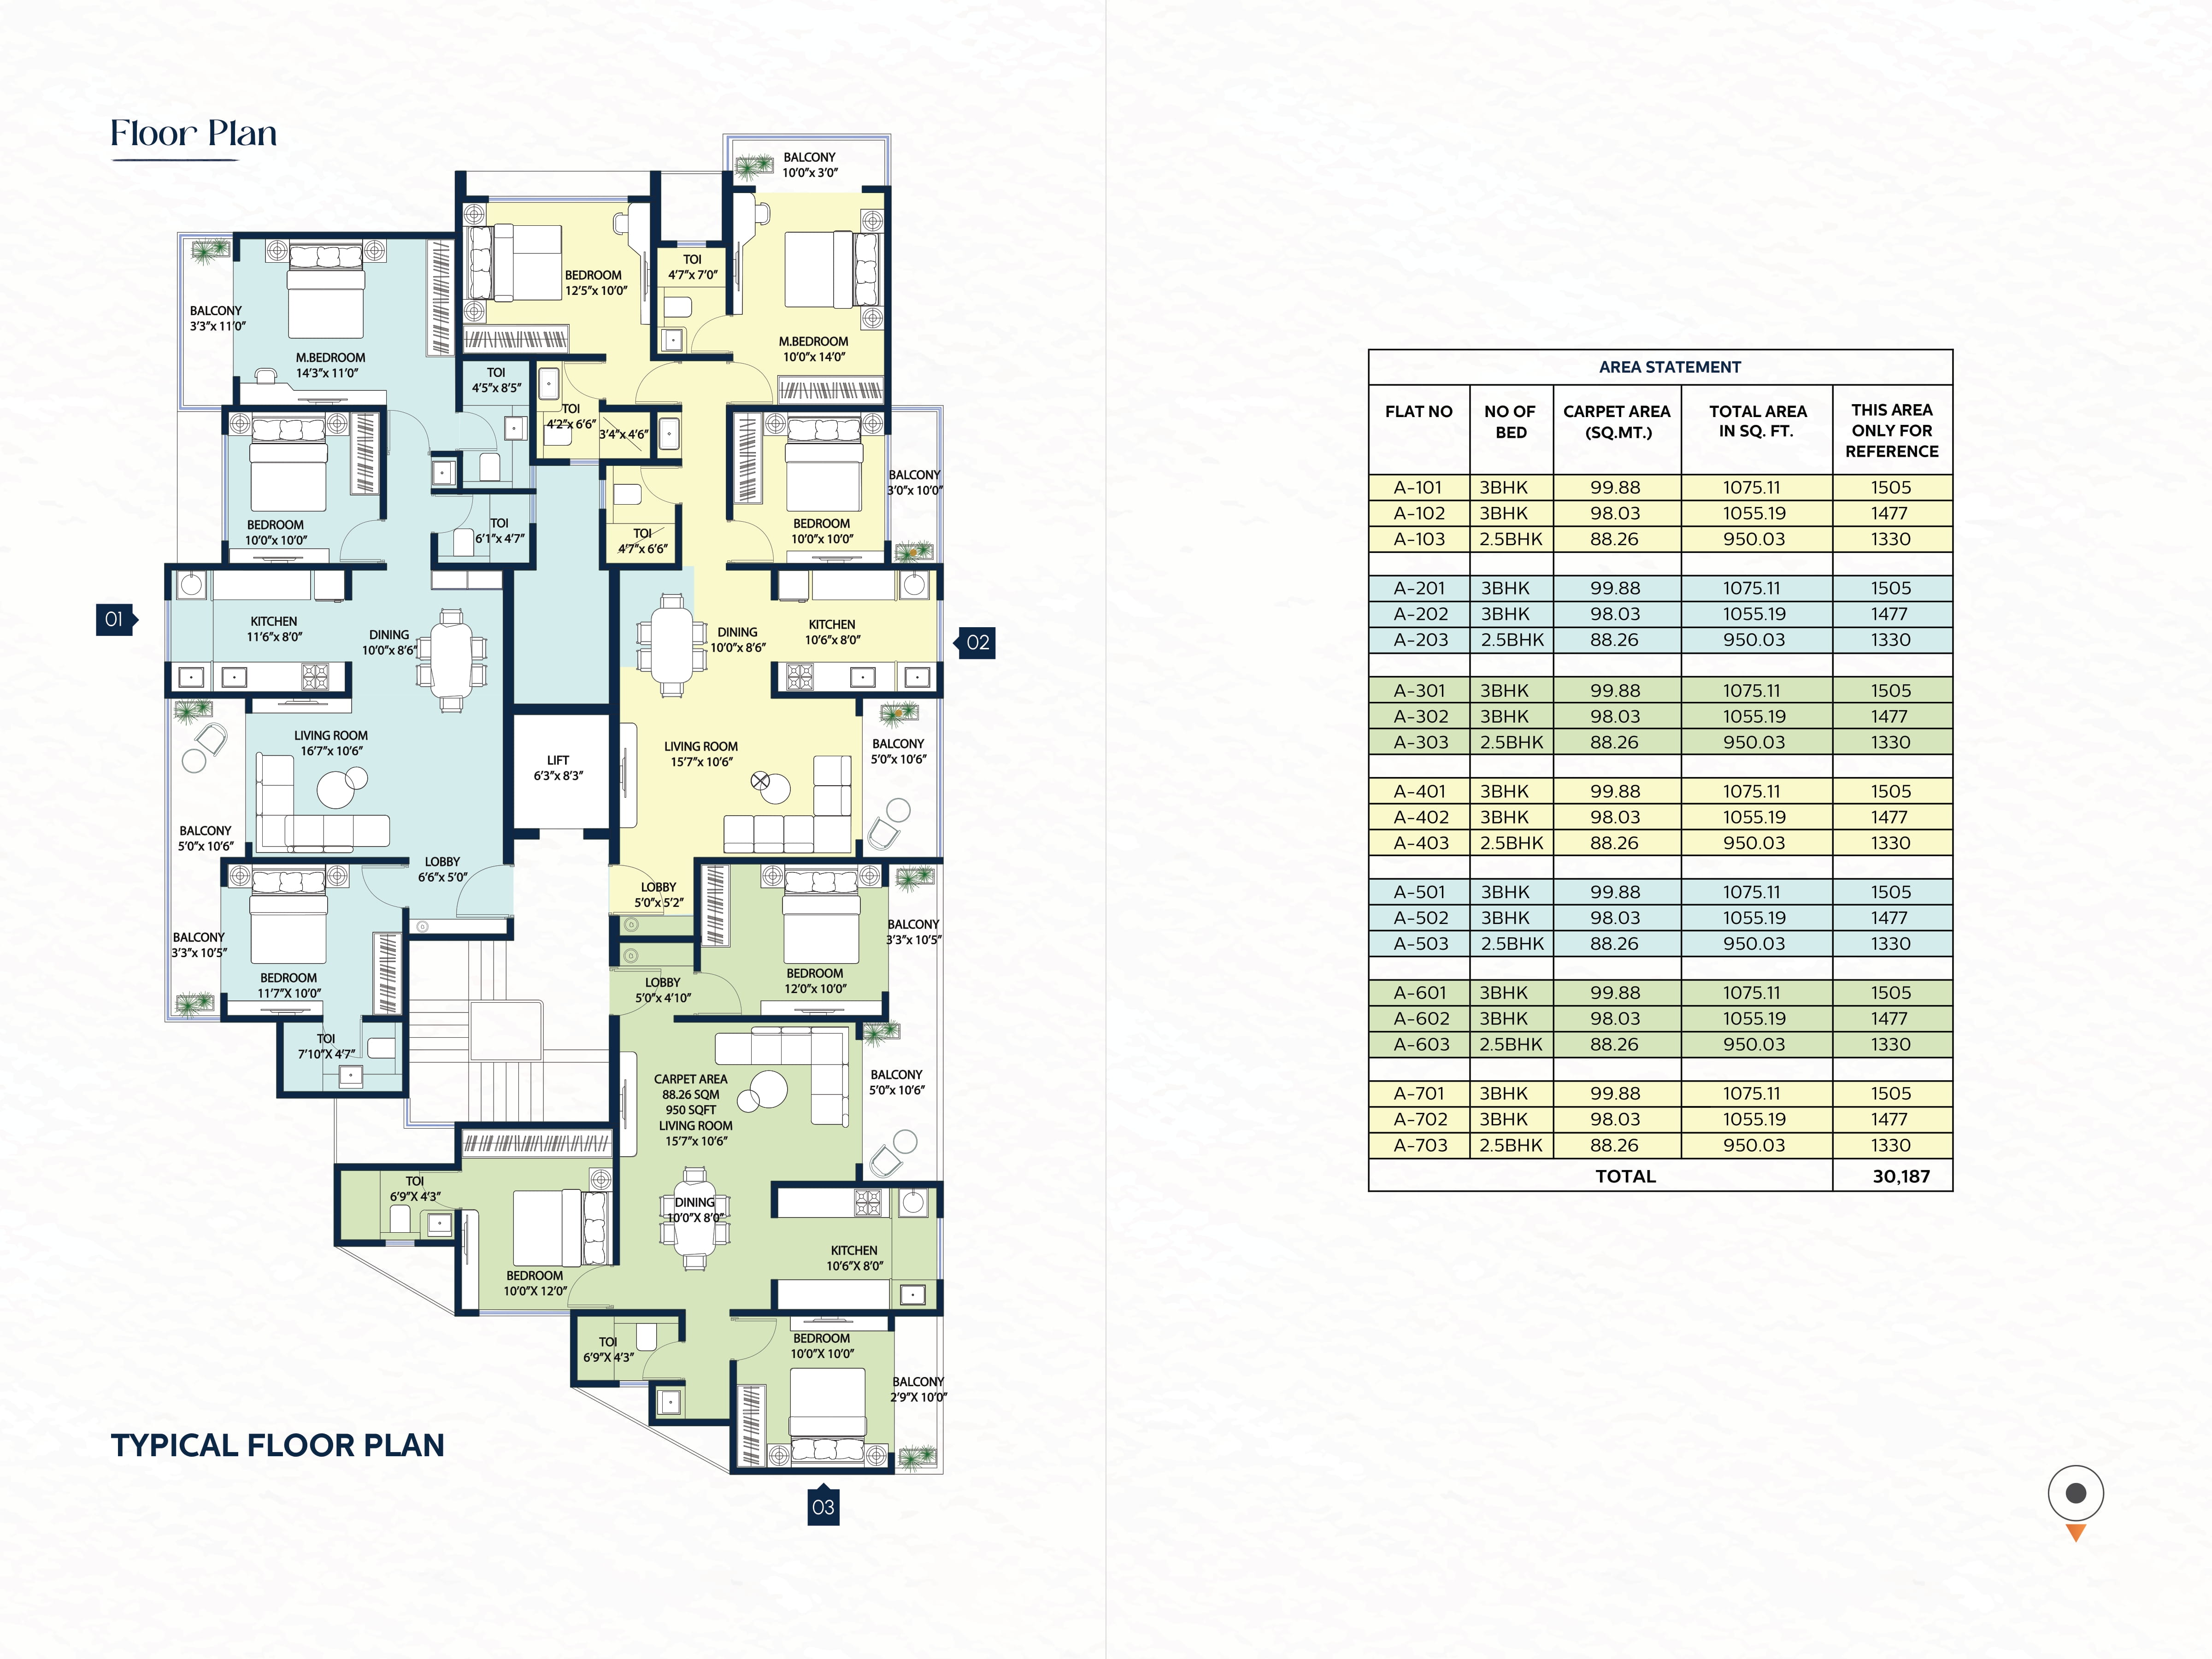 Floor Plan
BALCONY
10'0"x 3'0"
BEDROOM
12'5"x 10'0"
TOI
4'7"x 7'0"
M.BEDROOM
10'0"x 14'0"
BALCONY
3'3"x 11'0"
M.BEDROOM
14'3"x 11'0"
TOI
4'5"x 8'5"
TOI
4'2"x 6'6"
3'4"x 4'6"
BALCONY
3'0"x 10'0"
BEDROOM
10'0"x 10'0"
TOI
6'1"x 4'7"
TOI
4'7"x 6'6"
BEDROOM
10'0"x 10'0"
01
KITCHEN
11'6"x 8'0"
DINING
10'0"x 8'6"
DINING
10'0"x 8'6"
KITCHEN
10'6"x 8'0"
02
LIVING ROOM
16'7"x 10'6"
LIFT
6'3"x 8'3"
LIVING ROOM
15'7"x 10'6"
BALCONY
5'0"x 10'6"
BALCONY
5'0"x 10'6"
LOBBY
6'6"x 5'0"
LOBBY
5'0"x 5'2"
BALCONY
3'3"x 10'5"
BEDROOM
11'7"X 10'0"
LOBBY
5'0"x 4'10"
BEDROOM
12'0"x 10'0"
BALCONY
3'3"x 10'5"
TOI
7'10"X 4'7"
CARPET AREA
88.26 SQM
950 SQFT
LIVING ROOM
15'7"x 10'6"
BALCONY
5'0"x 10'6"
TOI
6'9"X 4'3"
DINING
10'0"X 8'0"
KITCHEN
10'6"X 8'0"
BEDROOM
10'0"X 12'0"
TOI
6'9"X 4'3"
BEDROOM
10'0"X 10'0"
BALCONY
2'9"X 10'0"
03
TYPICAL FLOOR PLAN
AREA STATEMENT
FLAT NO NO OF BED CARPET AREA (SQ.MT.) TOTAL AREA IN SQ. FT. THIS AREA ONLY FOR REFERENCE
A-101 3BHK 99.88 1075.11 1505
A-102 3BHK 98.03 1055.19 1477
A-103 2.5BHK 88.26 950.03 1330
A-201 3BHK 99.88 1075.11 1505
A-202 3BHK 98.03 1055.19 1477
A-203 2.5BHK 88.26 950.03 1330
A-301 3BHK 99.88 1075.11 1505
A-302 3BHK 98.03 1055.19 1477
A-303 2.5BHK 88.26 950.03 1330
A-401 3BHK 99.88 1075.11 1505
A-402 3BHK 98.03 1055.19 1477
A-403 2.5BHK 88.26 950.03 1330
A-501 3BHK 99.88 1075.11 1505
A-502 3BHK 98.03 1055.19 1477
A-503 2.5BHK 88.26 950.03 1330
A-601 3BHK 99.88 1075.11 1505
A-602 3BHK 98.03 1055.19 1477
A-603 2.5BHK 88.26 950.03 1330
A-701 3BHK 99.88 1075.11 1505
A-702 3BHK 98.03 1055.19 1477
A-703 2.5BHK 88.26 950.03 1330
TOTAL 30,187